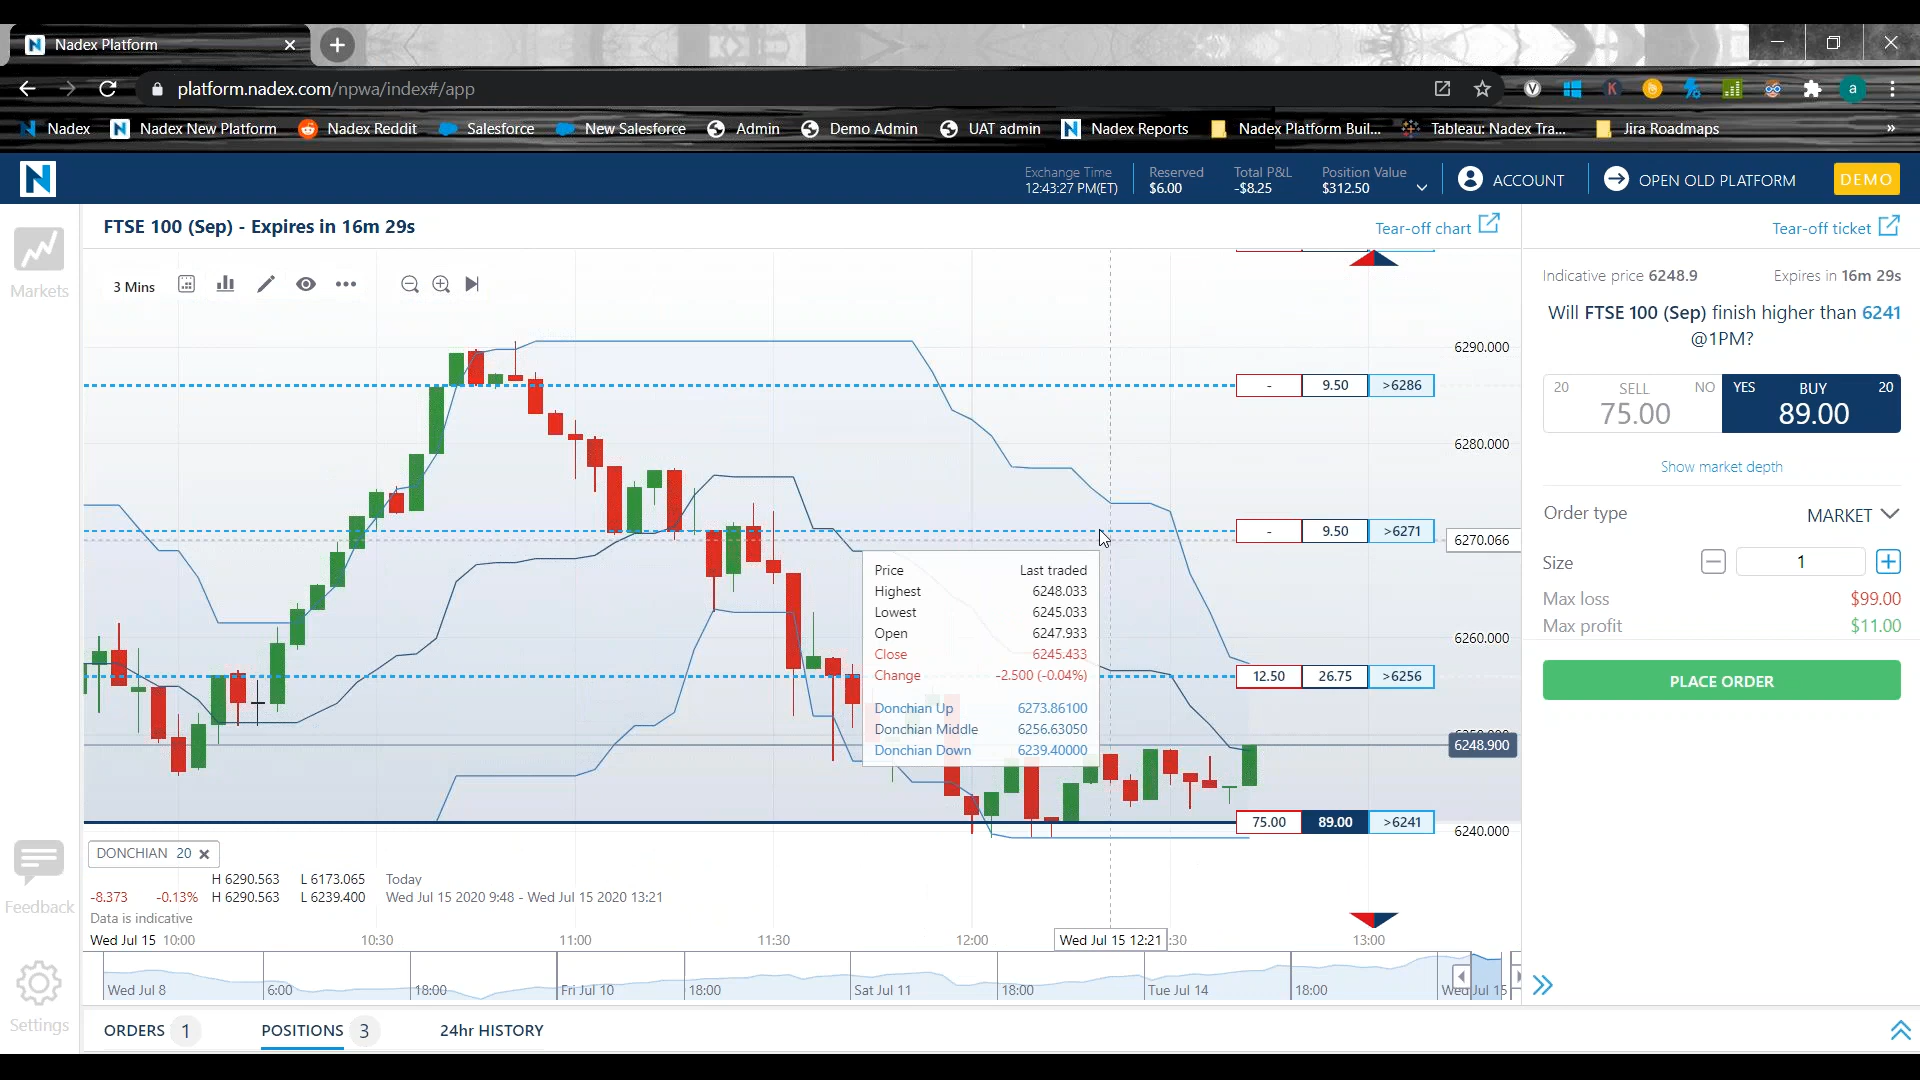 Nadex Platform
platform.nadex.com/npwa/index#/app
Nadex
Nadex New Platform
Nadex Reddit
Salesforce
New Salesforce
Admin
Demo Admin
UAT admin
Nadex Reports
Nadex Platform Buil...
Tableau: Nadex Tra...
Jira Roadmaps
»
N
Exchange Time
12:43:27 PM(ET)
Reserved
$6.00
Total P&L
-$8.25
Position Value
$312.50
ACCOUNT
OPEN OLD PLATFORM
DEMO
Markets
Feedback
Settings
FTSE 100 (Sep) - Expires in 16m 29s
Tear-off chart
3 Mins
6290.000
- 9.50 >6286
6280.000
- 9.50 >6271
6270.066
6260.000
12.50 26.75 >6256
6248.900
75.00 89.00 >6241
6240.000
Price Last traded
Highest 6248.033
Lowest 6245.033
Open 6247.933
Close 6245.433
Change -2.500 (-0.04%)
Donchian Up 6273.86100
Donchian Middle 6256.63050
Donchian Down 6239.40000
DONCHIAN 20
H 6290.563 L 6173.065 Today
-8.373 -0.13% H 6290.563 L 6239.400 Wed Jul 15 2020 9:48 - Wed Jul 15 2020 13:21
Data is indicative
Wed Jul 15 10:00 10:30 11:00 11:30 12:00 Wed Jul 15 12:21 :30 13:00
Wed Jul 8 6:00 18:00 Fri Jul 10 18:00 Sat Jul 11 18:00 Tue Jul 14 18:00 Wed Jul 15
ORDERS 1
POSITIONS 3
24hr HISTORY
Tear-off ticket
Indicative price 6248.9
Expires in 16m 29s
Will FTSE 100 (Sep) finish higher than 6241
@1PM?
20 SELL NO
75.00
YES BUY 20
89.00
Show market depth
Order type MARKET
Size 1
Max loss $99.00
Max profit $11.00
PLACE ORDER